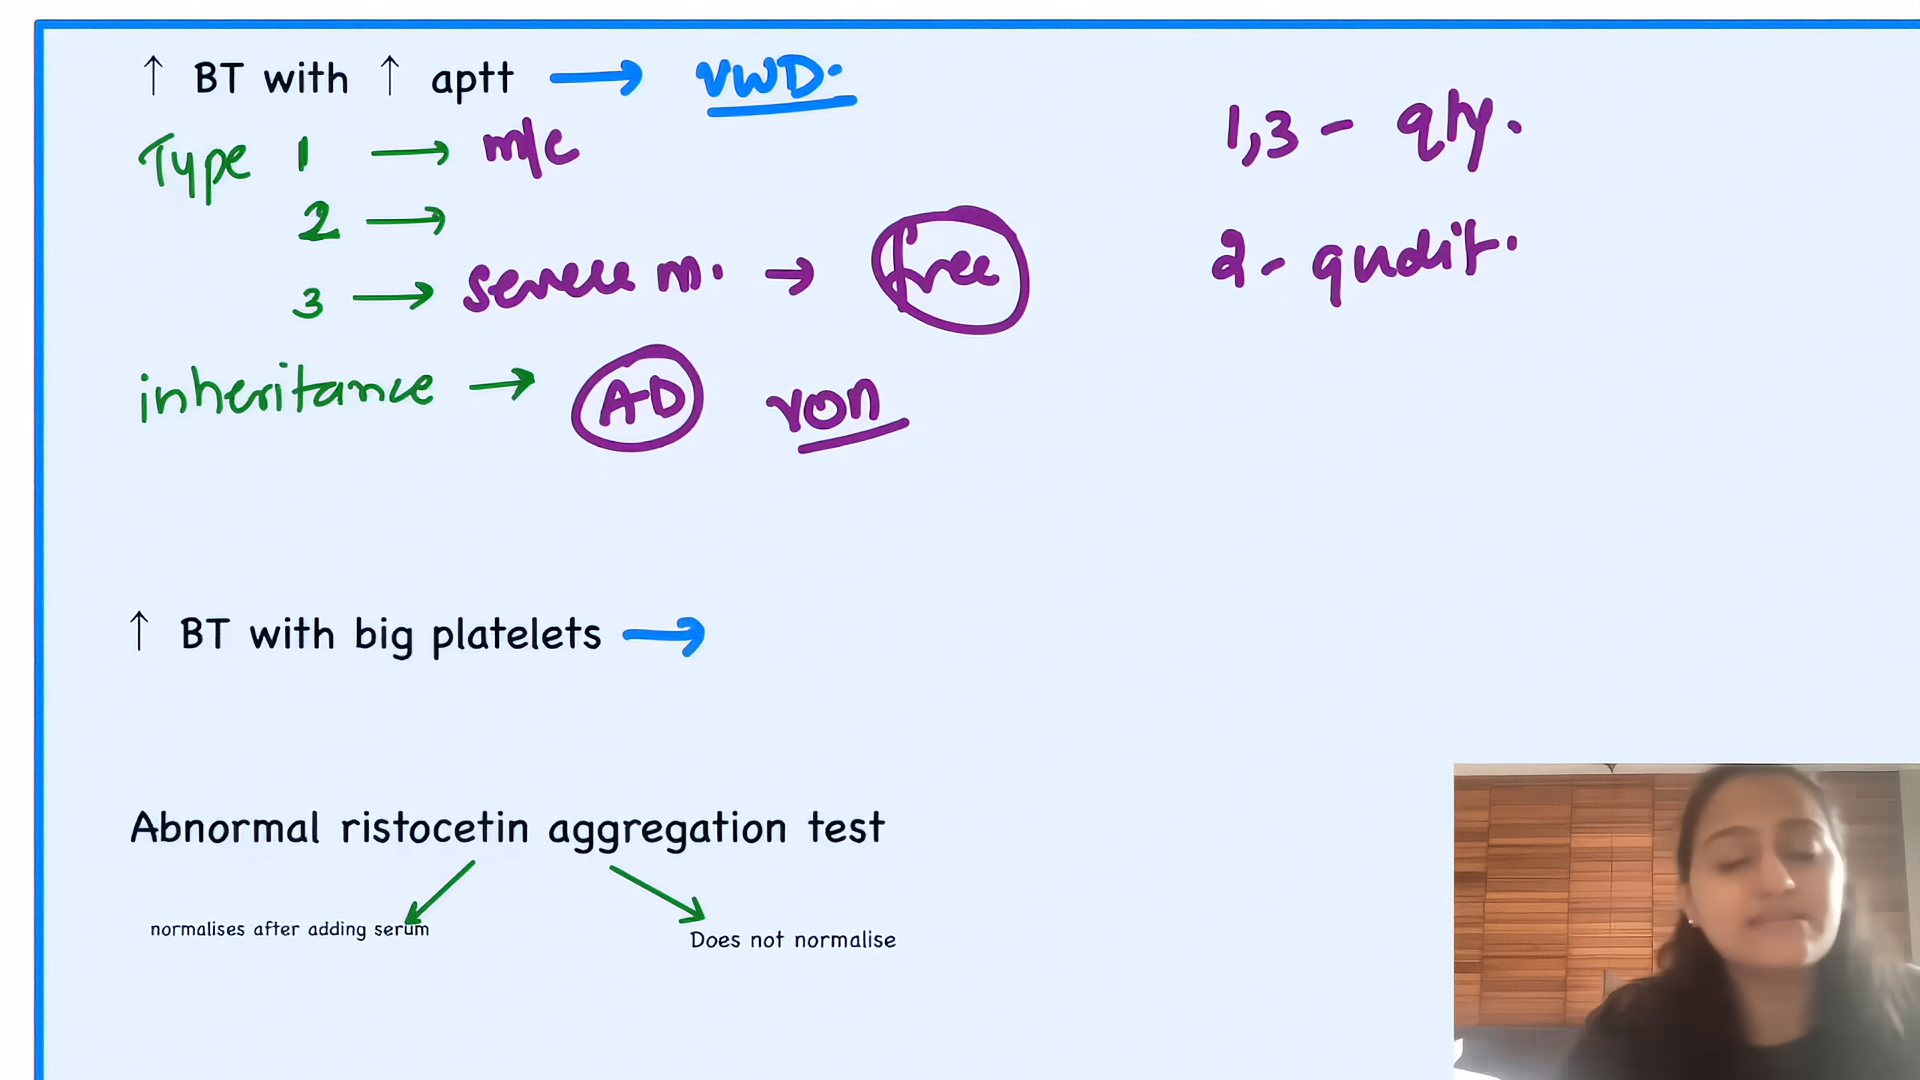 ↑ BT with ↑ aptt → VWD.
Type 1 → m/c
2 →
3 → severe m. → free
inheritance → AD von
1,3 - qty.
2 - qualit.
↑ BT with big platelets →
Abnormal ristocetin aggregation test
normalises after adding serum
Does not normalise